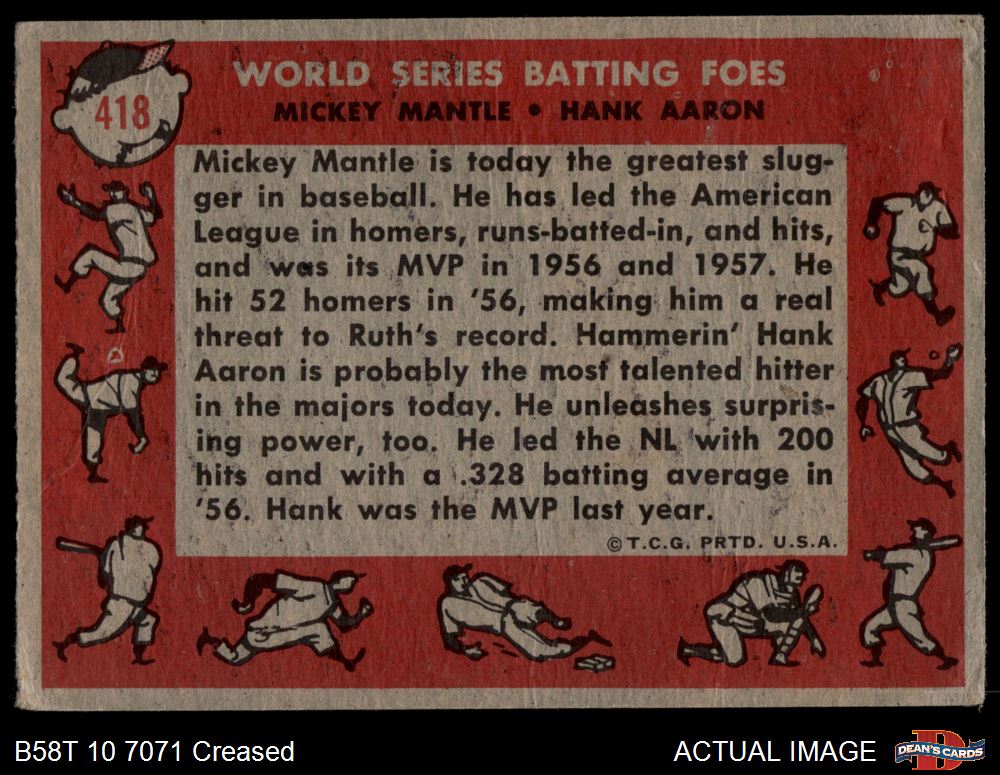 418
WORLD SERIES BATTING FOES
MICKEY MANTLE • HANK AARON
Mickey Mantle is today the greatest slug-
ger in baseball. He has led the American
League in homers, runs-batted-in, and hits,
and was its MVP in 1956 and 1957. He
hit 52 homers in '56, making him a real
threat to Ruth's record. Hammerin' Hank
Aaron is probably the most talented hitter
in the majors today. He unleashes surpris-
ing power, too. He led the NL with 200
hits and with a .328 batting average in
'56. Hank was the MVP last year.
© T.C.G. PRTD. U.S.A.
B58T 10 7071 Creased
ACTUAL IMAGE
D
DEAN'S CARDS